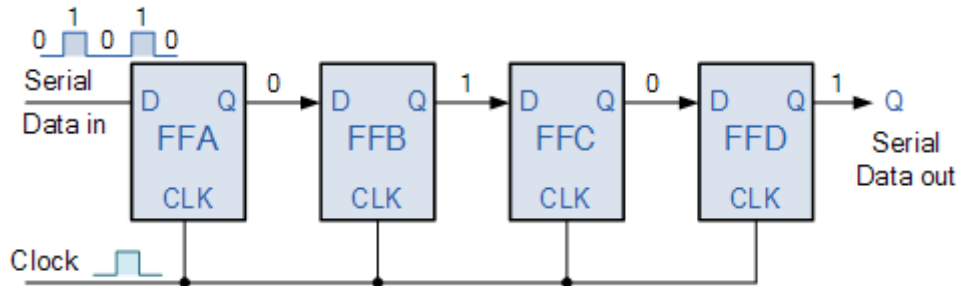 0 1 0 1 0
Serial
Data in
D Q 0 D Q 1 D Q 0 D Q 1 Q
FFA FFB FFC FFD
Serial
Data out
CLK CLK CLK CLK
Clock